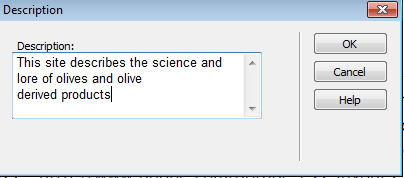 Description
Description:
This site describes the science and
lore of olives and olive
derived products
OK
Cancel
Help